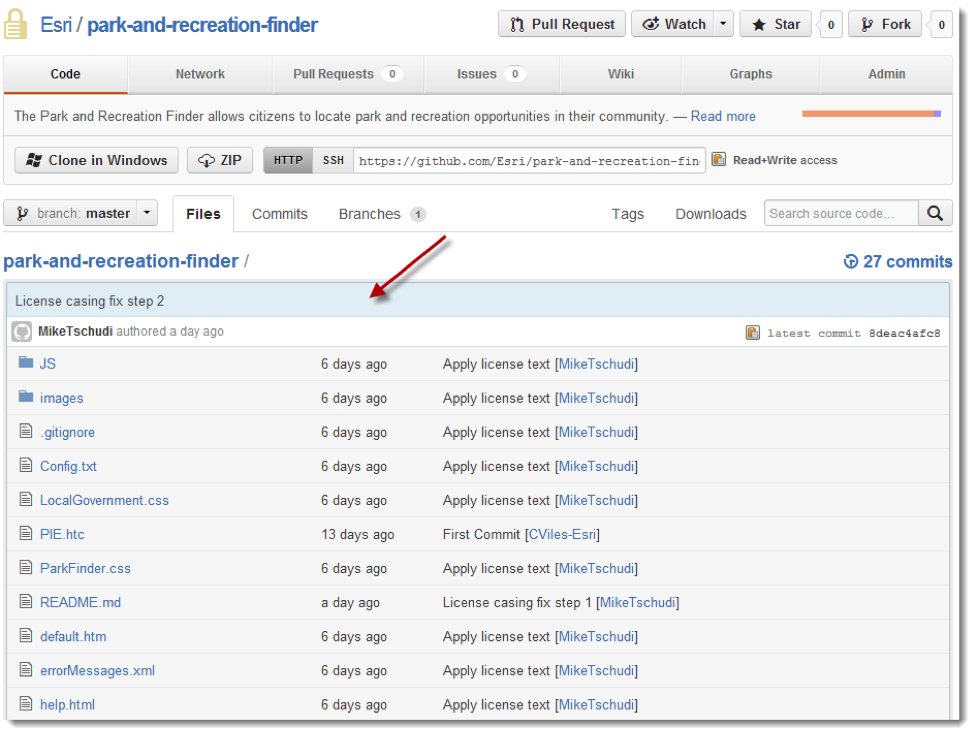 Esri / park-and-recreation-finder Pull Request Watch Star 0 Fork 0
Code Network Pull Requests 0 Issues 0 Wiki Graphs Admin
The Park and Recreation Finder allows citizens to locate park and recreation opportunities in their community. — Read more
Clone in Windows ZIP HTTP SSH https://github.com/Esri/park-and-recreation-fin Read+Write access
branch: master Files Commits Branches 1 Tags Downloads Search source code...
park-and-recreation-finder / 27 commits
License casing fix step 2
MikeTschudi authored a day ago latest commit 8deac4afc8
JS 6 days ago Apply license text [MikeTschudi]
images 6 days ago Apply license text [MikeTschudi]
.gitignore 6 days ago Apply license text [MikeTschudi]
Config.txt 6 days ago Apply license text [MikeTschudi]
LocalGovernment.css 6 days ago Apply license text [MikeTschudi]
PIE.htc 13 days ago First Commit [CViles-Esri]
ParkFinder.css 6 days ago Apply license text [MikeTschudi]
README.md a day ago License casing fix step 1 [MikeTschudi]
default.htm 6 days ago Apply license text [MikeTschudi]
errorMessages.xml 6 days ago Apply license text [MikeTschudi]
help.html 6 days ago Apply license text [MikeTschudi]